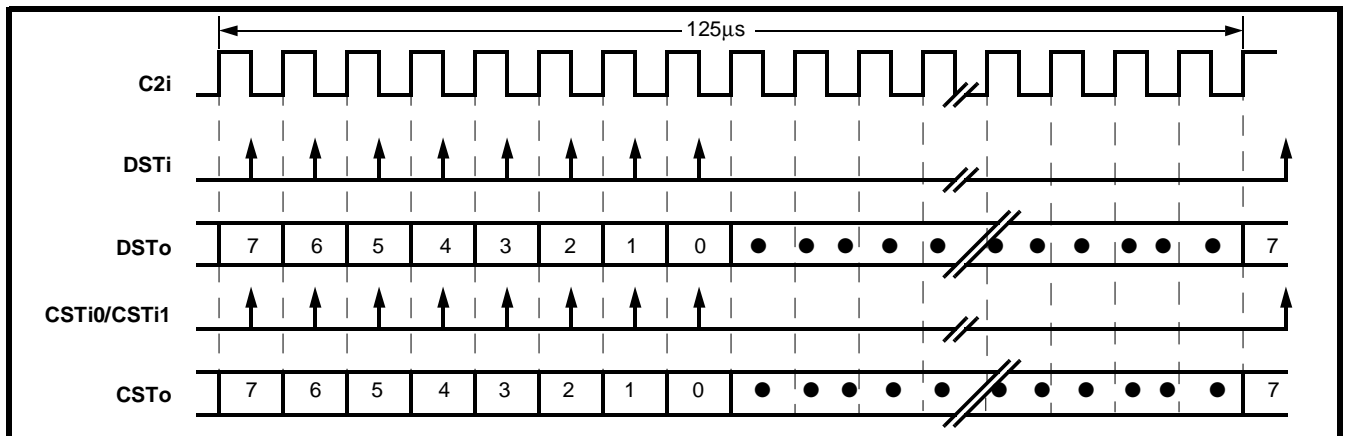 125μs
C2i
DSTi
DSTo 7 6 5 4 3 2 1 0 ● ● ● ● ● ● ● ● ● ● ● 7
CSTi0/CSTi1
CSTo 7 6 5 4 3 2 1 0 ● ● ● ● ● ● ● ● ● ● ● 7